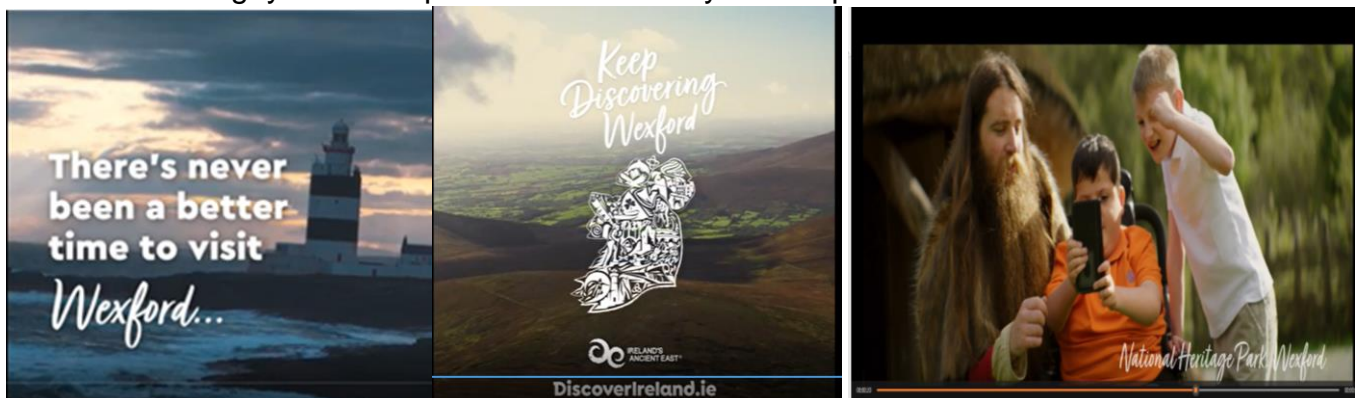 There's never
been a better
time to visit
Wexford...
Keep
Discovering
Wexford
IRELAND'S
ANCIENT EAST
DiscoverIreland.ie
National Heritage Park, Wexford